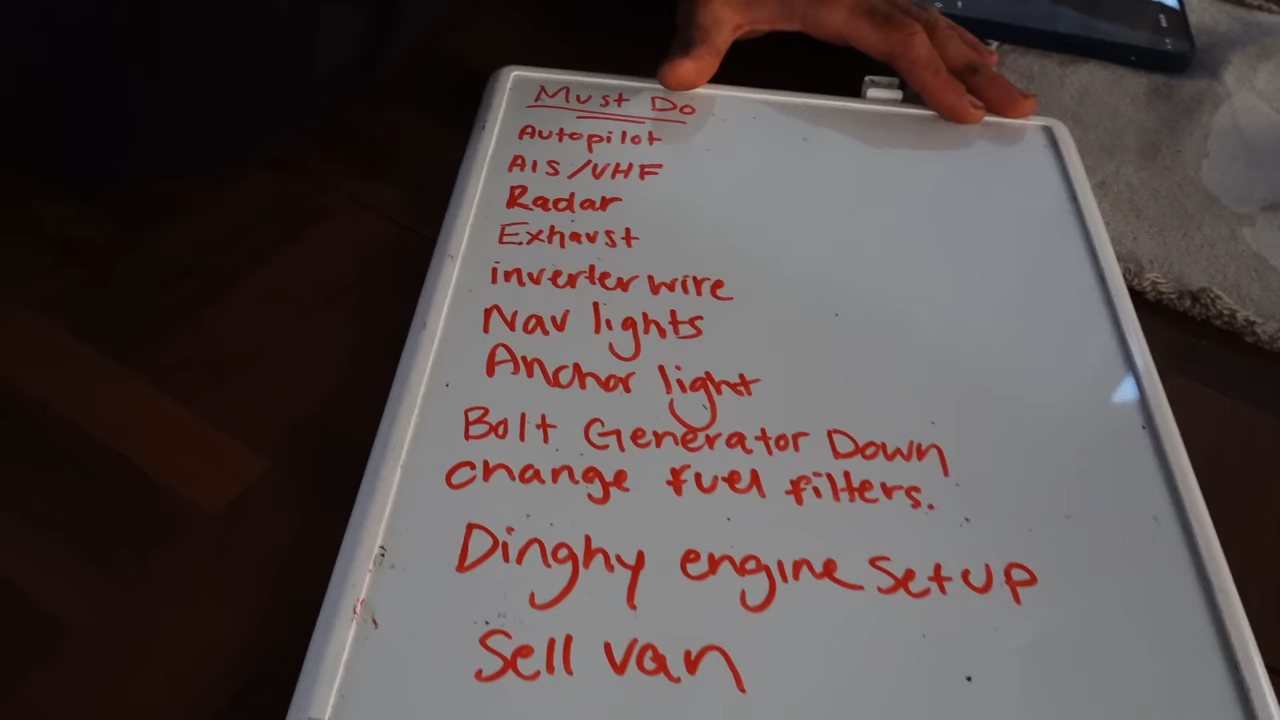 Must Do
Autopilot
AIS/VHF
Radar
Exhaust
inverter wire
Nav lights
Anchor light
Bolt Generator Down
change fuel filters.
Dinghy engine setup
Sell van